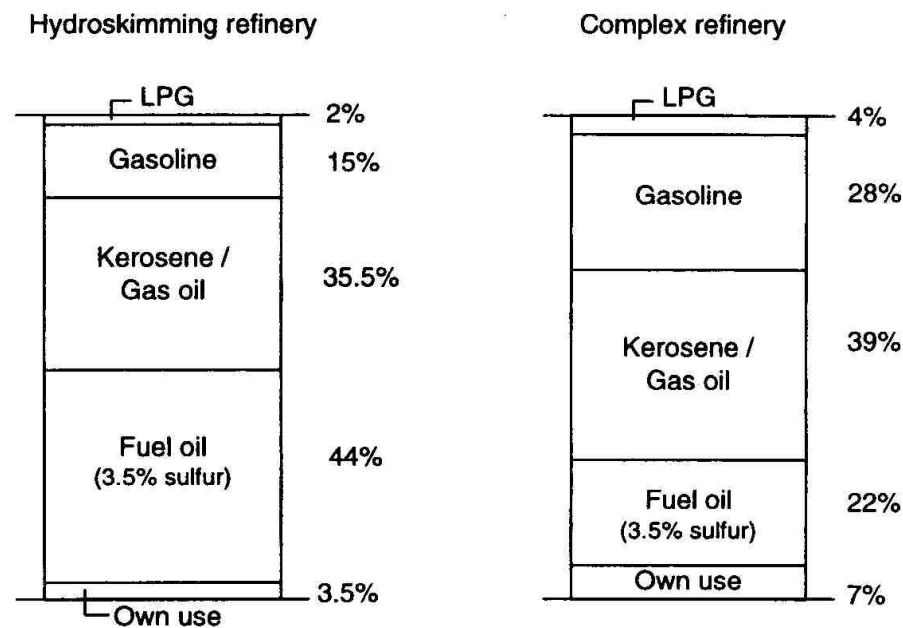 Hydroskimming refinery
LPG
2%
Gasoline
15%
Kerosene /
Gas oil
35.5%
Fuel oil
(3.5% sulfur)
44%
3.5%
Own use
Complex refinery
LPG
4%
Gasoline
28%
Kerosene /
Gas oil
39%
Fuel oil
(3.5% sulfur)
22%
Own use
7%